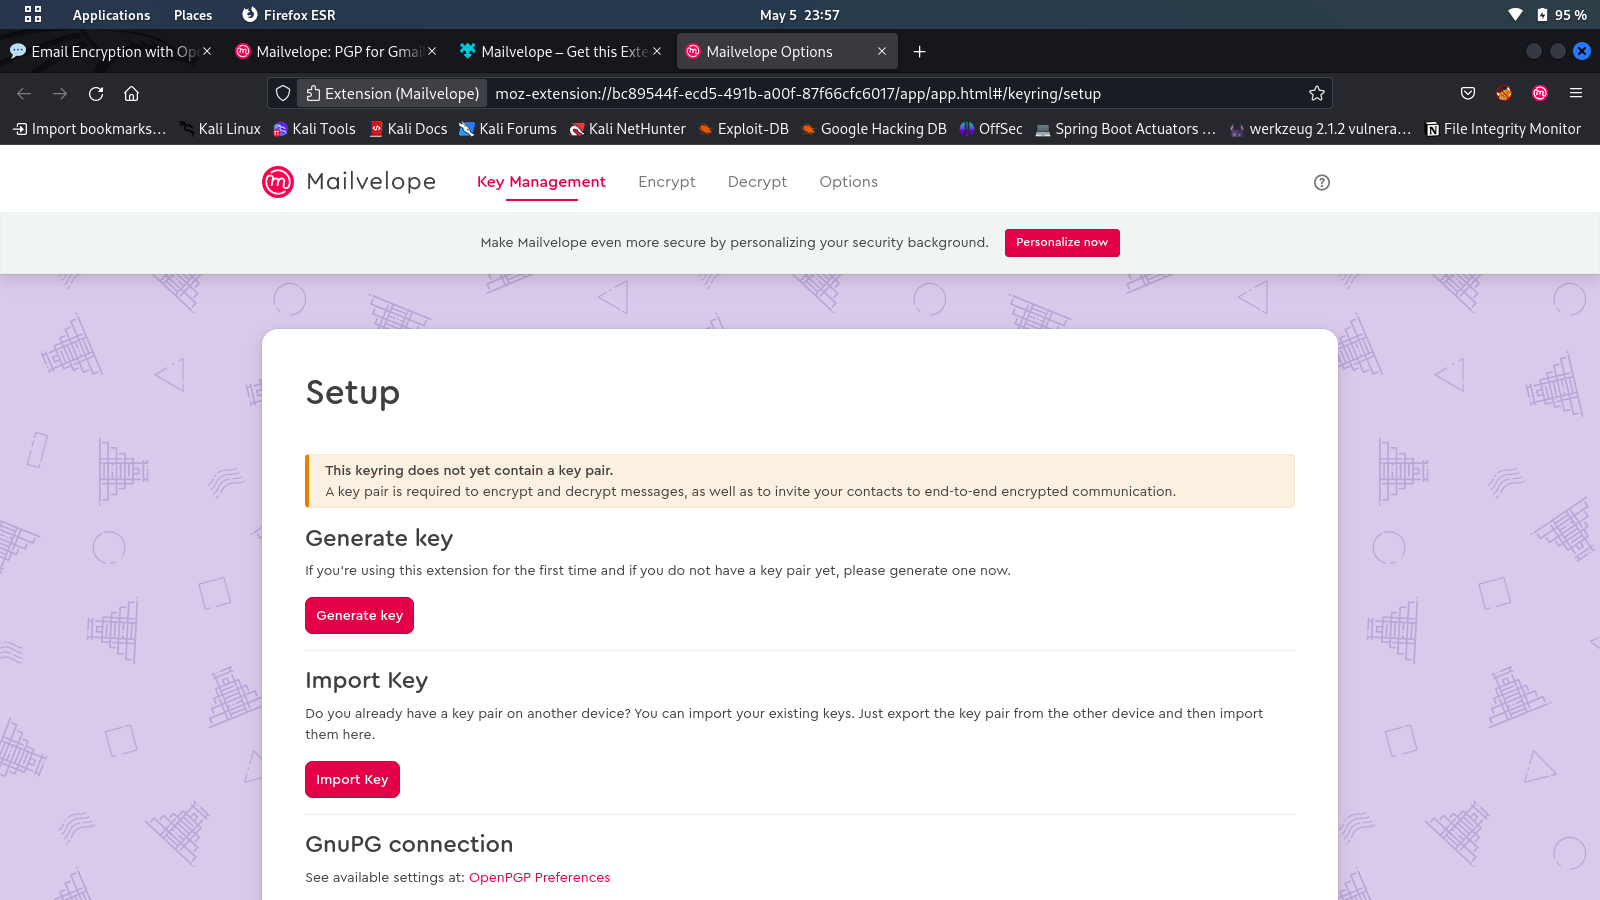 Applications Places Firefox ESR May 5 23:57 95 %
Email Encryption with Op Mailvelope: PGP for Gmai Mailvelope – Get this Exte Mailvelope Options
Extension (Mailvelope) moz-extension://bc89544f-ecd5-491b-a00f-87f66cfc6017/app/app.html#/keyring/setup
Import bookmarks... Kali Linux Kali Tools Kali Docs Kali Forums Kali NetHunter Exploit-DB Google Hacking DB OffSec Spring Boot Actuators ... werkzeug 2.1.2 vulnera... File Integrity Monitor
Mailvelope Key Management Encrypt Decrypt Options
Make Mailvelope even more secure by personalizing your security background. Personalize now
Setup
This keyring does not yet contain a key pair.
A key pair is required to encrypt and decrypt messages, as well as to invite your contacts to end-to-end encrypted communication.
Generate key
If you're using this extension for the first time and if you do not have a key pair yet, please generate one now.
Generate key
Import Key
Do you already have a key pair on another device? You can import your existing keys. Just export the key pair from the other device and then import
them here.
Import Key
GnuPG connection
See available settings at: OpenPGP Preferences